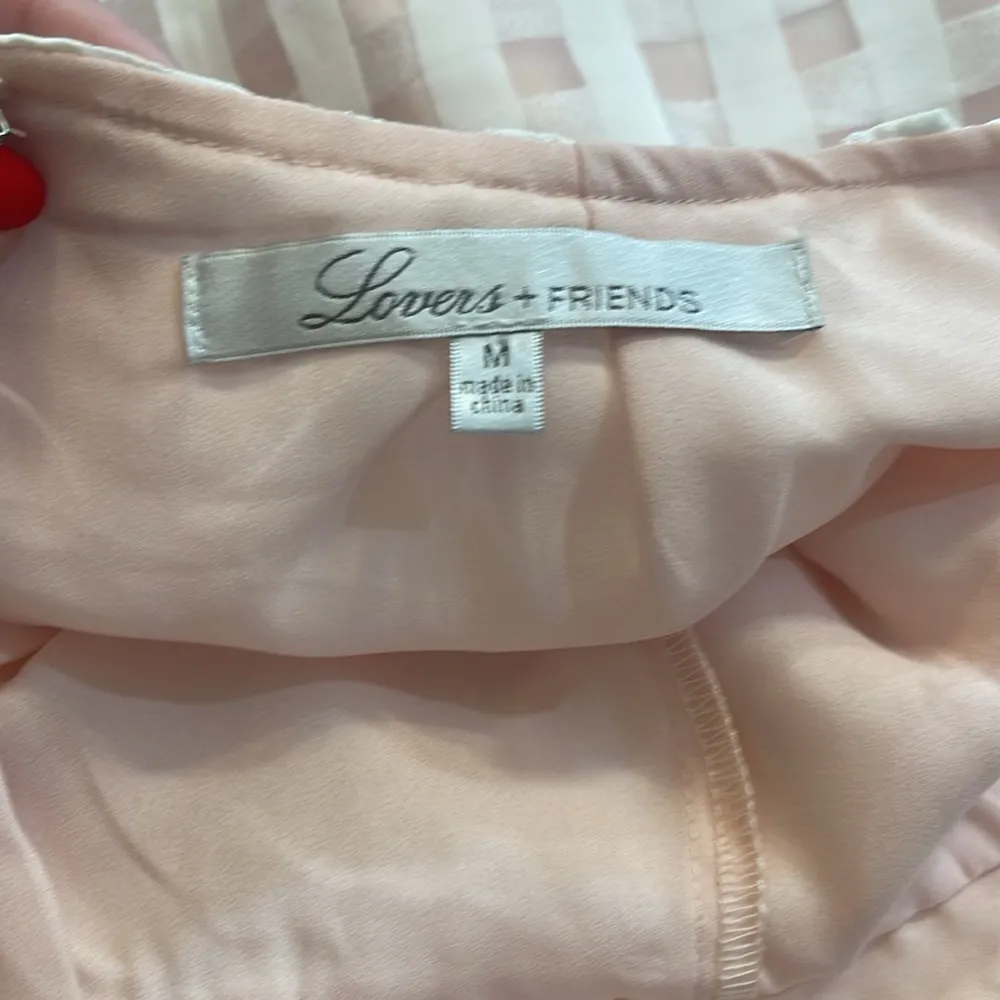 Lovers + FRIENDS
M
made in
china